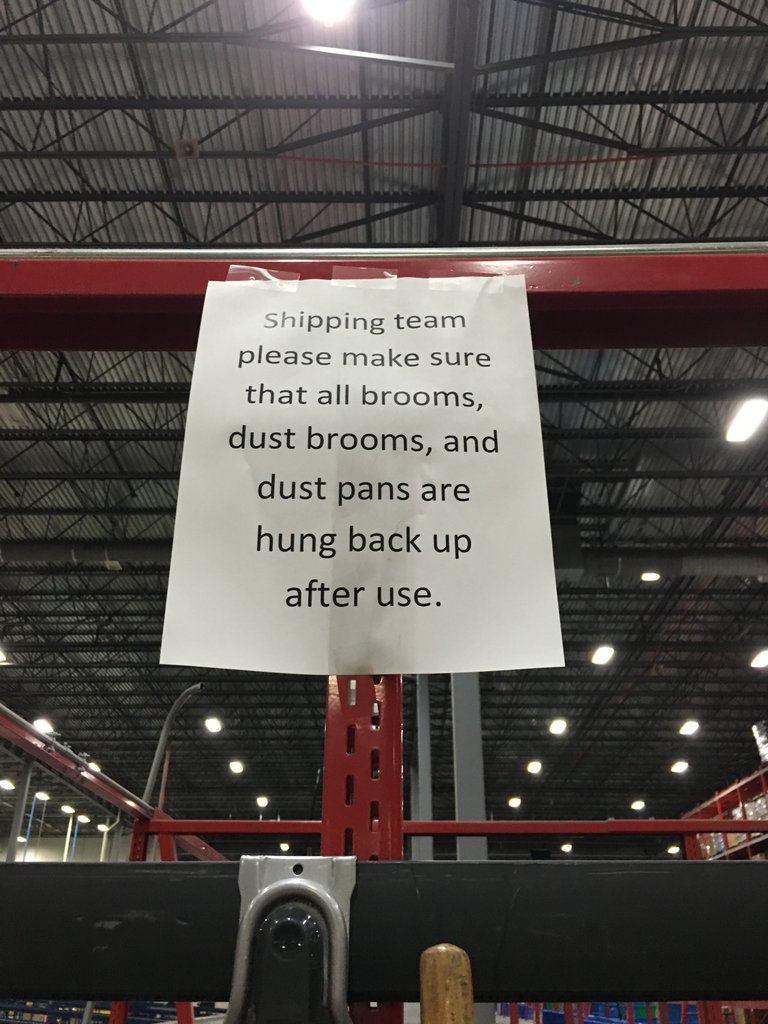 Shipping team
please make sure
that all brooms,
dust brooms, and
dust pans are
hung back up
after use.